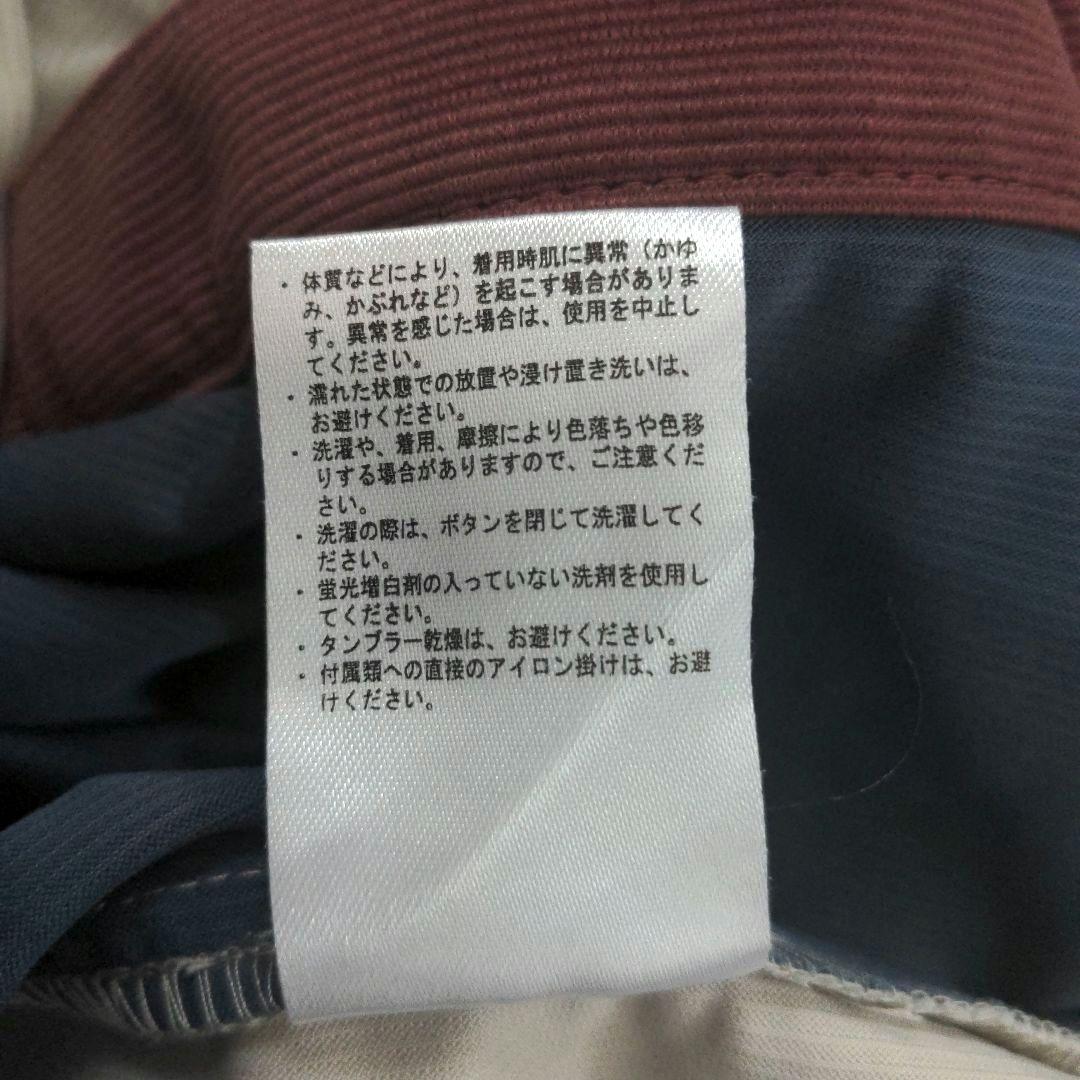 ・体質などにより、着用時肌に異常（かゆ
み、かぶれなど）を起こす場合がありま
す。異常を感じた場合は、使用を中止し
てください。
・濡れた状態での放置や浸け置き洗いは、
お避けください。
・洗濯や、着用、摩擦により色落ちや色移
りする場合がありますので、ご注意くだ
さい。
・洗濯の際は、ボタンを閉じて洗濯してく
ださい。
・蛍光増白剤の入っていない洗剤を使用し
てください。
・タンブラー乾燥は、お避けください。
・付属類への直接のアイロン掛けは、お避
けください。